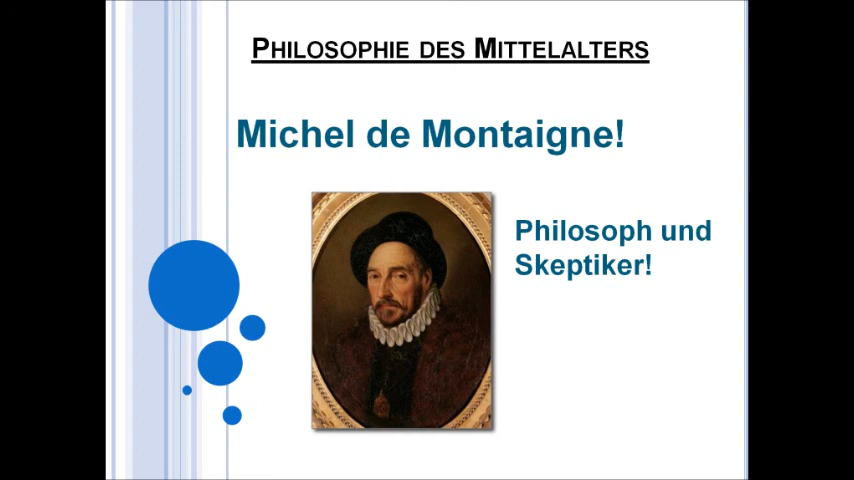 PHILOSOPHIE DES MITTELALTERS
Michel de Montaigne!
Philosoph und
Skeptiker!